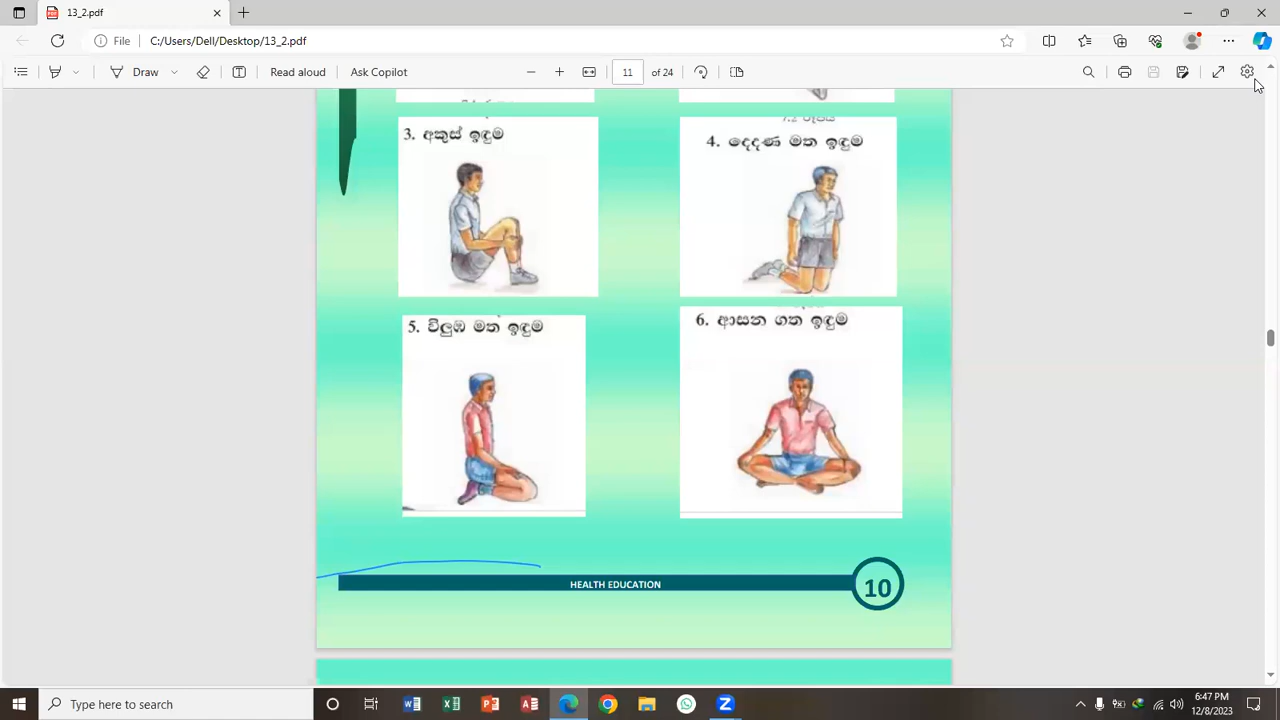 13_2.pdf
File
C:/Users/Dell/Desktop/13_2.pdf
Draw
Read aloud
Ask Copilot
11 of 24
3. අකුස් ඉඳුම
4. දෙදණ මත ඉඳුම
5. විලුඹ මත ඉඳුම
6. ආසන ගත ඉඳුම
HEALTH EDUCATION
10
Type here to search
6:47 PM
12/8/2023